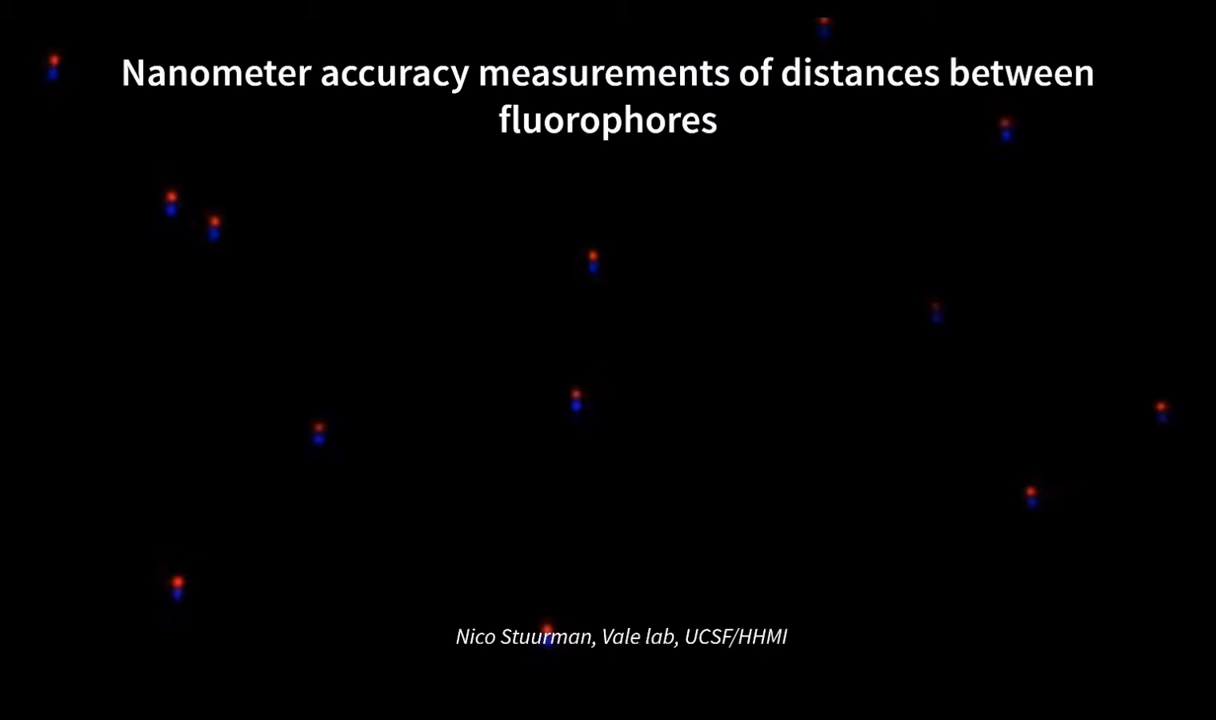 Nanometer accuracy measurements of distances between
fluorophores
Nico Stuurman, Vale lab, UCSF/HHMI